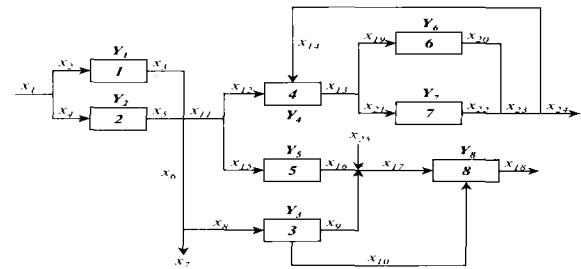 Y₆
x₁₄ x₁₉ 6 x₂₀
Y₁
x₂ 1 x₃
x₁ Y₂ x₁₂ 4 x₁₃ Y₇
x₄ 2 x₅ x₁₁ Y₄ x₂₁ 7 x₂₂ x₂₃ x₂₄
x₂₅
Y₅ Y₈
x₁₅ 5 x₁₆ x₁₇ 8 x₁₈
x₆
Y₃
x₈ 3 x₉
x₇ x₁₀